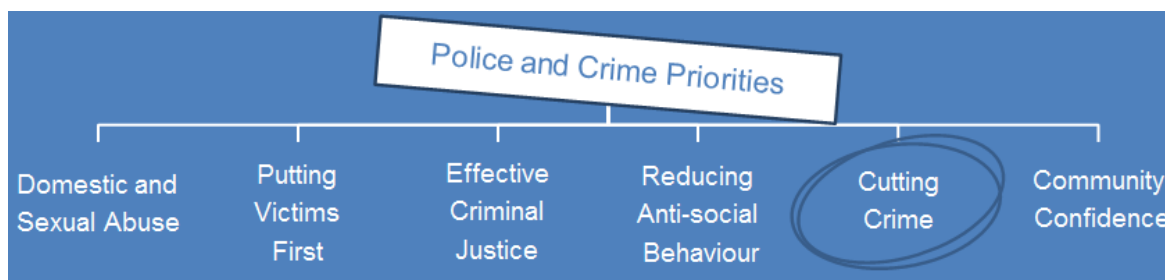 Police and Crime Priorities
Domestic and
Sexual Abuse
Putting
Victims
First
Effective
Criminal
Justice
Reducing
Anti-social
Behaviour
Cutting
Crime
Community
Confidence